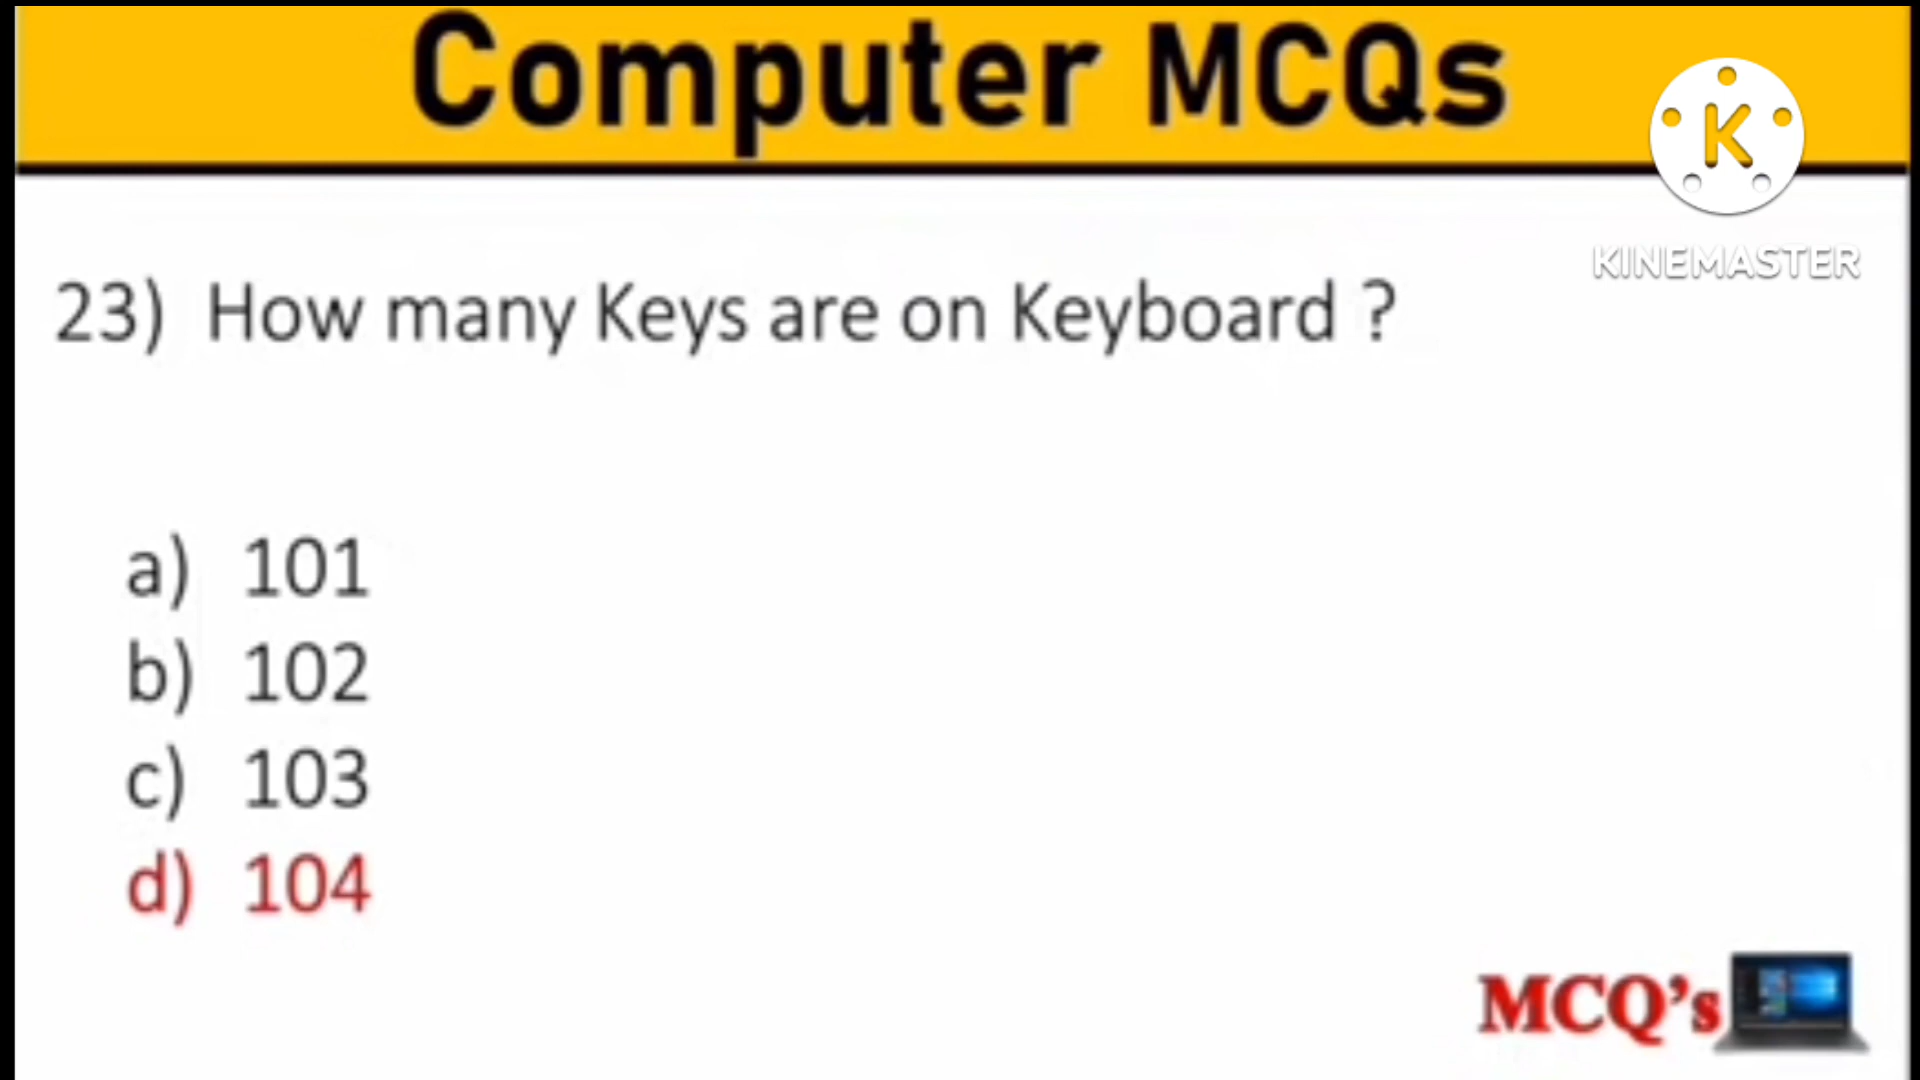 Computer MCQs
K
KINEMASTER
23) How many Keys are on Keyboard ?
a) 101
b) 102
c) 103
d) 104
MCQ's